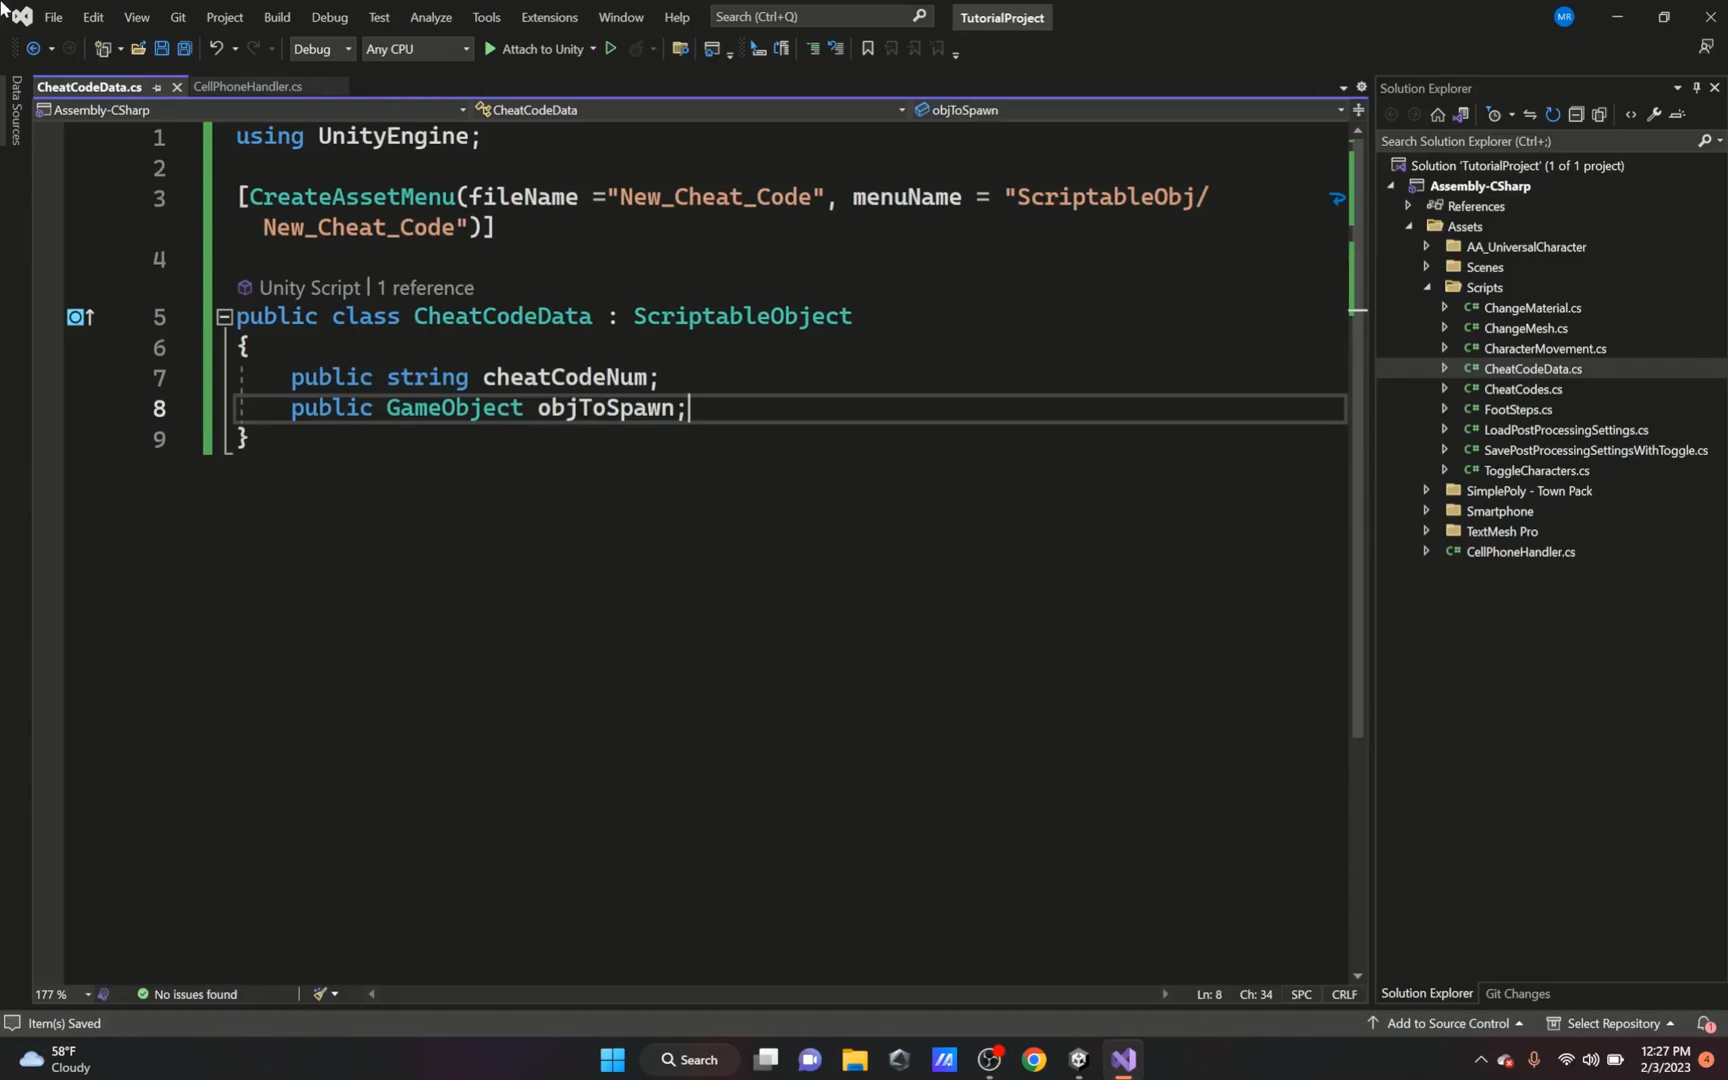 File Edit View Git Project Build Debug Test Analyze Tools Extensions Window Help Search (Ctrl+Q) TutorialProject MR
Debug Any CPU Attach to Unity
Data Sources
CheatCodeData.cs CellPhoneHandler.cs
Assembly-CSharp CheatCodeData objToSpawn
1 using UnityEngine;
2
3 [CreateAssetMenu(fileName ="New_Cheat_Code", menuName = "ScriptableObj/
New_Cheat_Code")]
4
Unity Script | 1 reference
5 public class CheatCodeData : ScriptableObject
6 {
7 public string cheatCodeNum;
8 public GameObject objToSpawn;
9 }
177 % No issues found Ln: 8 Ch: 34 SPC CRLF
Solution Explorer
Search Solution Explorer (Ctrl+;)
Solution 'TutorialProject' (1 of 1 project)
Assembly-CSharp
References
Assets
AA_UniversalCharacter
Scenes
Scripts
C# ChangeMaterial.cs
C# ChangeMesh.cs
C# CharacterMovement.cs
C# CheatCodeData.cs
C# CheatCodes.cs
C# FootSteps.cs
C# LoadPostProcessingSettings.cs
C# SavePostProcessingSettingsWithToggle.cs
C# ToggleCharacters.cs
SimplePoly - Town Pack
Smartphone
TextMesh Pro
C# CellPhoneHandler.cs
Solution Explorer Git Changes
Item(s) Saved Add to Source Control Select Repository 1
58°F
Cloudy
Search
12:27 PM
2/3/2023
4